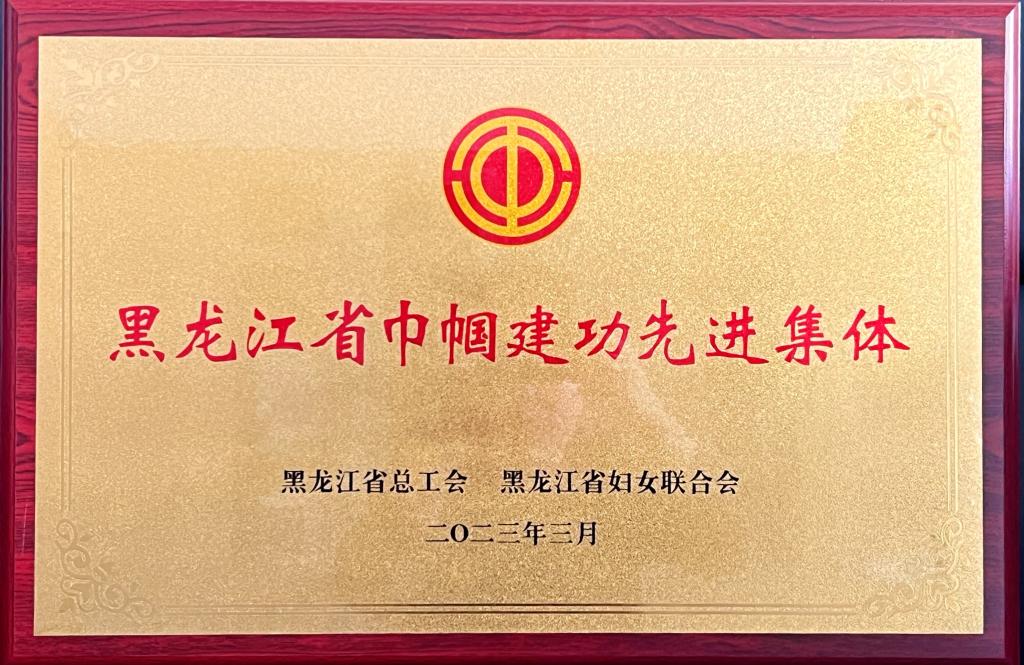 黑龙江省巾帼建功先进集体
黑龙江省总工会 黑龙江省妇女联合会
二〇二三年三月